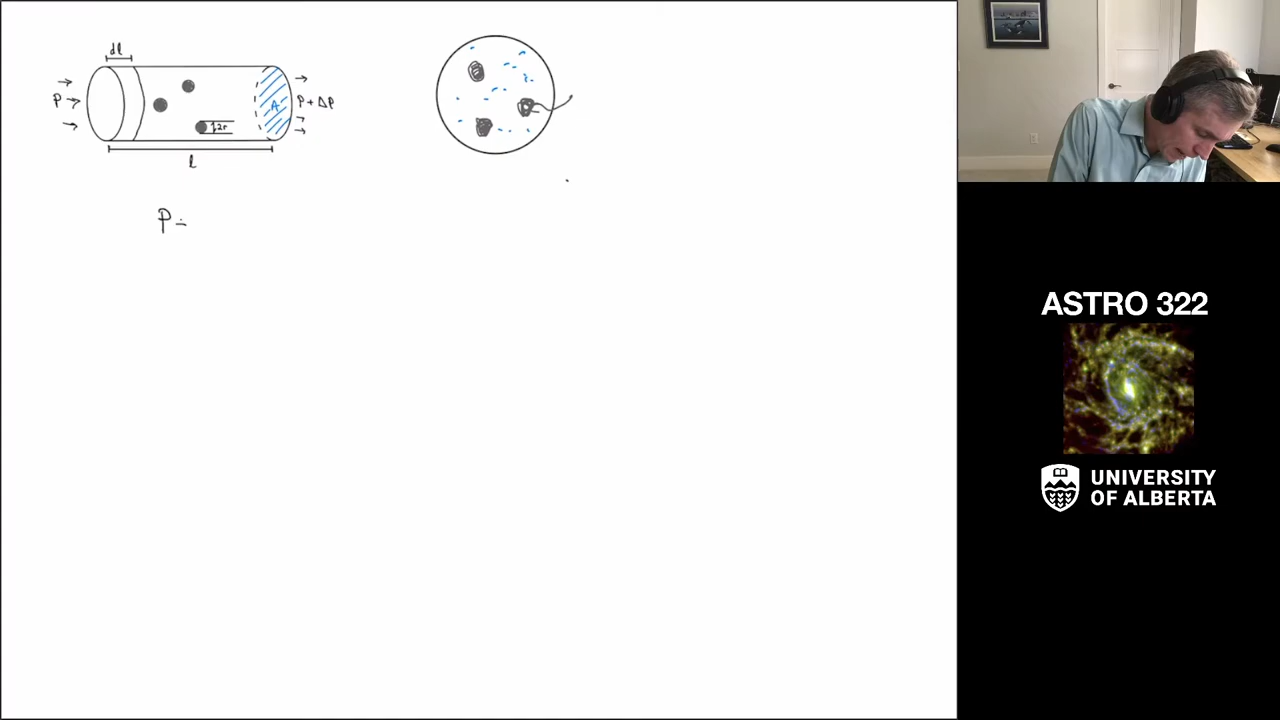 dl
P
A
P + ΔP
2r
l
P =
ASTRO 322
UNIVERSITY
OF ALBERTA